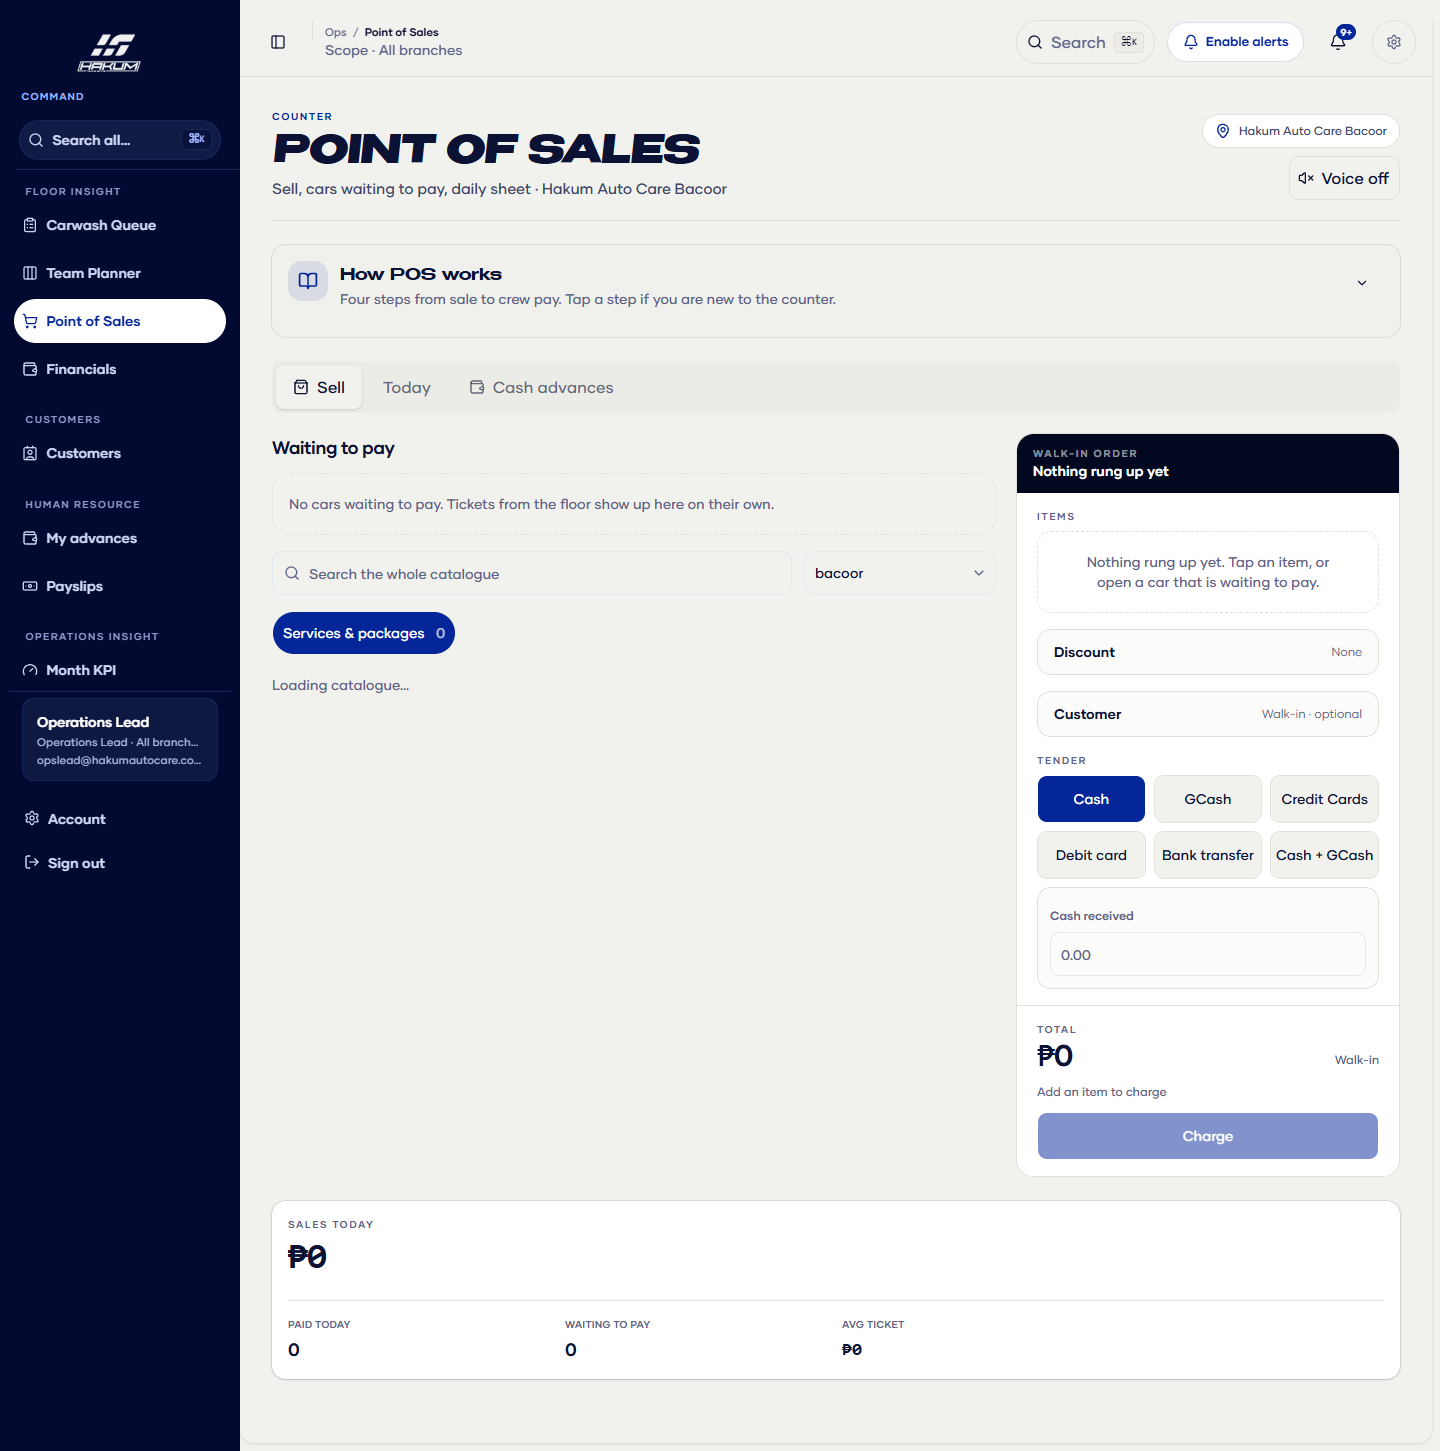 HAKUM
COMMAND
Search all...
⌘K
FLOOR INSIGHT
Carwash Queue
Team Planner
Point of Sales
Financials
CUSTOMERS
Customers
HUMAN RESOURCE
My advances
Payslips
OPERATIONS INSIGHT
Month KPI
Operations Lead
Operations Lead · All branch...
opslead@hakumautocare.co...
Account
Sign out
Ops / Point of Sales
Scope · All branches
Search ⌘K
Enable alerts
9+
COUNTER
POINT OF SALES
Sell, cars waiting to pay, daily sheet · Hakum Auto Care Bacoor
Hakum Auto Care Bacoor
Voice off
How POS works
Four steps from sale to crew pay. Tap a step if you are new to the counter.
Sell
Today
Cash advances
Waiting to pay
No cars waiting to pay. Tickets from the floor show up here on their own.
Search the whole catalogue
bacoor
Services & packages 0
Loading catalogue...
WALK-IN ORDER
Nothing rung up yet
ITEMS
Nothing rung up yet. Tap an item, or
open a car that is waiting to pay.
Discount
None
Customer
Walk-in · optional
TENDER
Cash
GCash
Credit Cards
Debit card
Bank transfer
Cash + GCash
Cash received
0.00
TOTAL
₱0
Walk-in
Add an item to charge
Charge
SALES TODAY
₱0
PAID TODAY
0
WAITING TO PAY
0
AVG TICKET
₱0